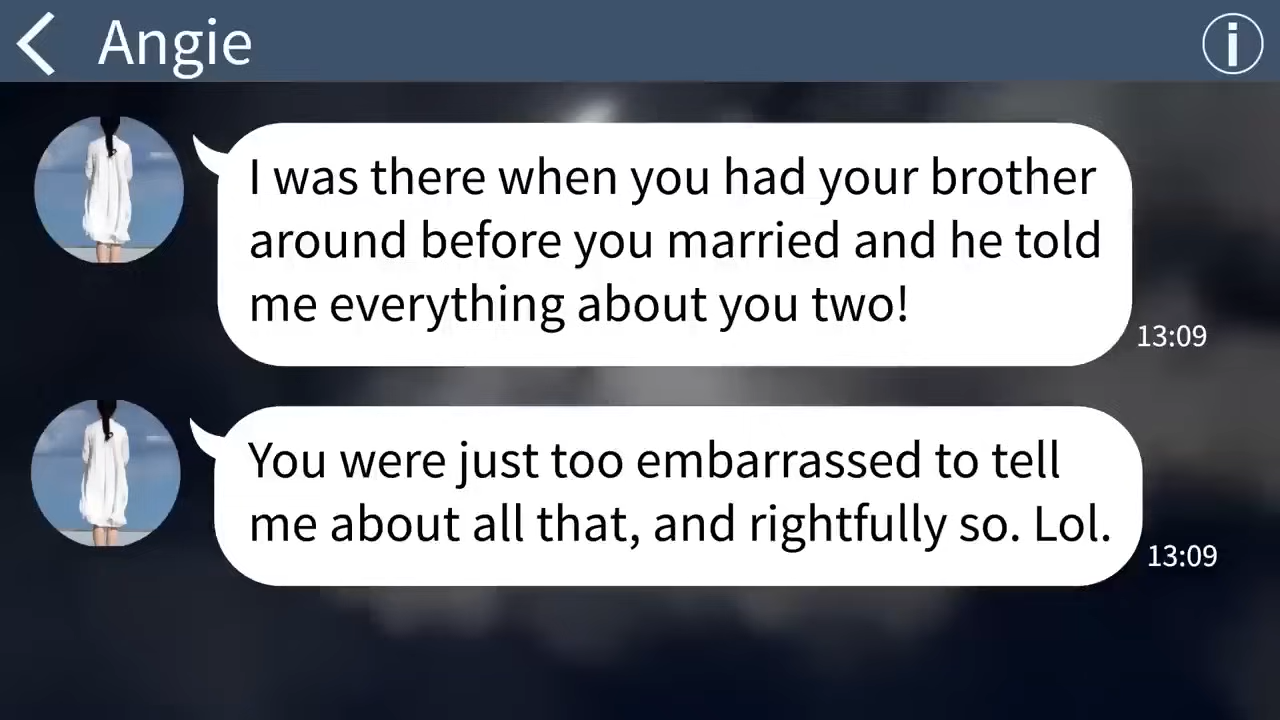 Angie
I was there when you had your brother
around before you married and he told
me everything about you two!
13:09
You were just too embarrassed to tell
me about all that, and rightfully so. Lol.
13:09